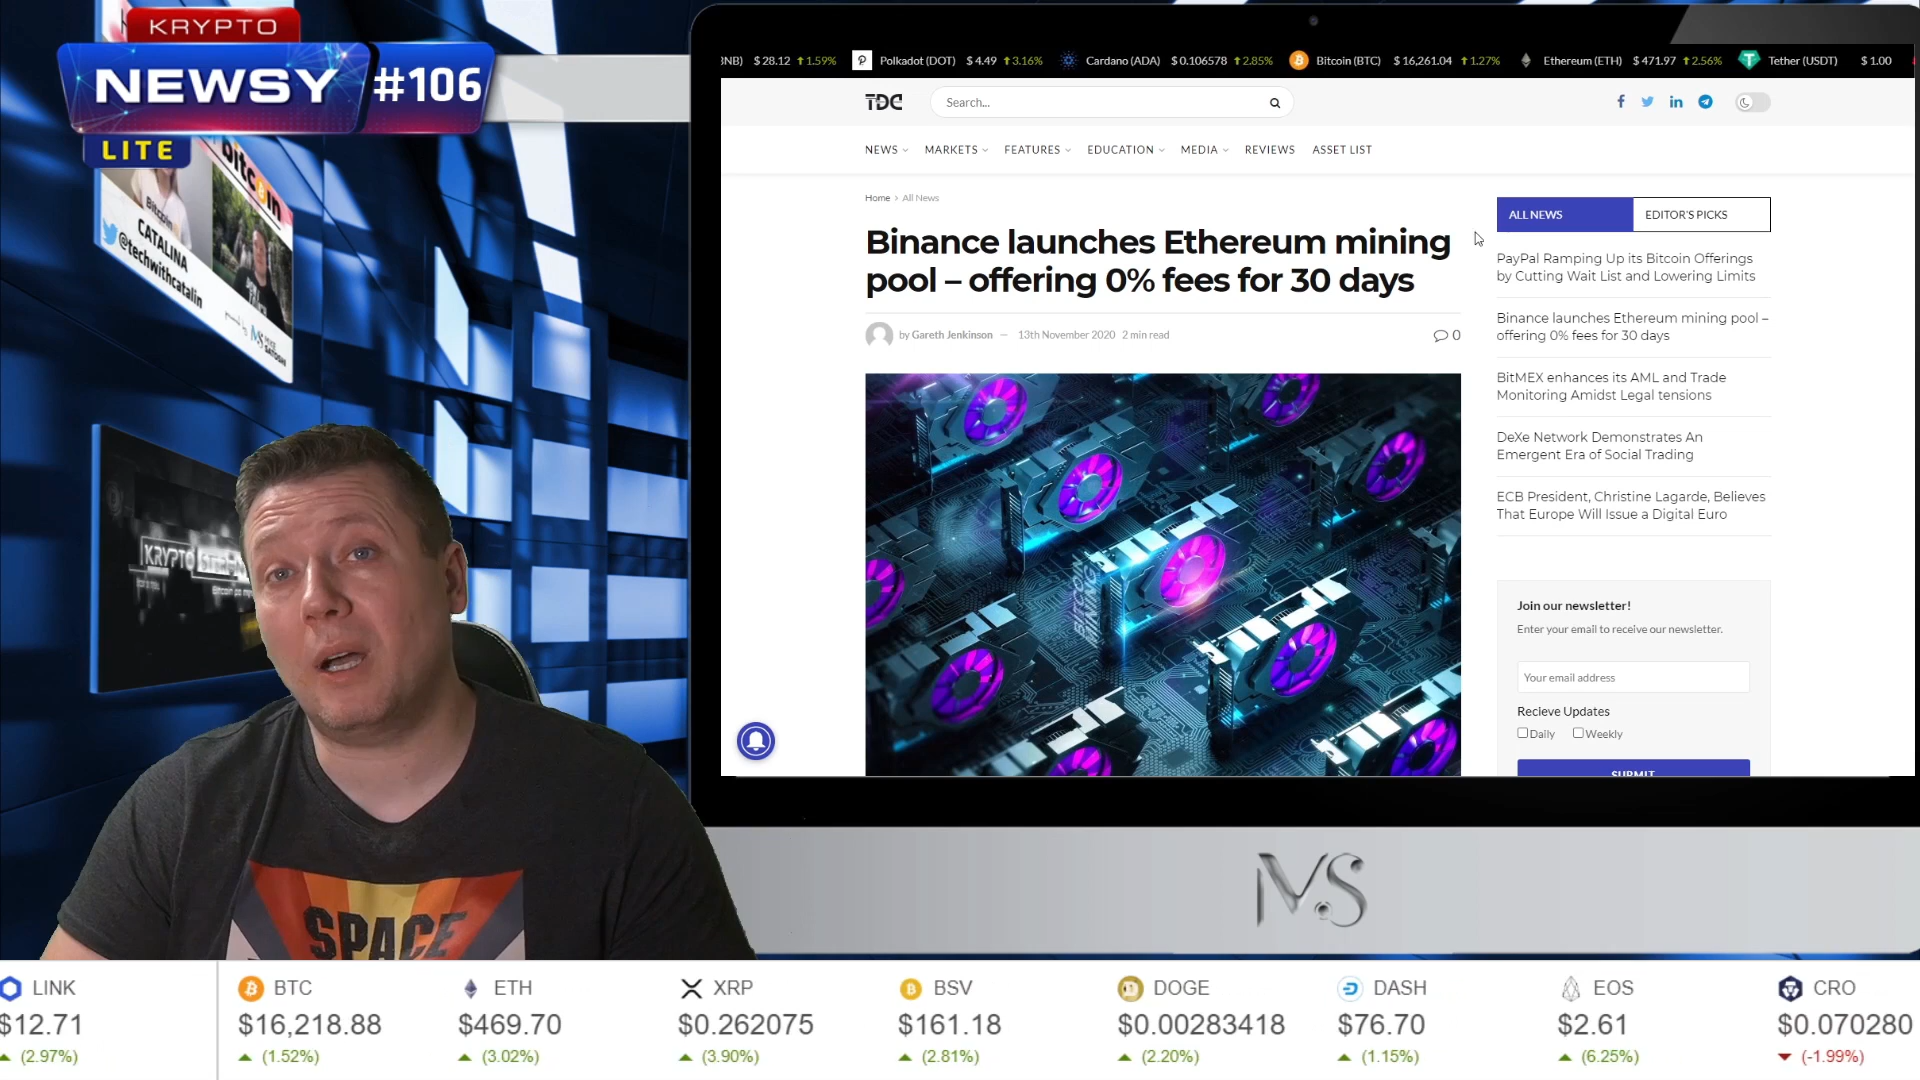 KRYPTO
NEWSY #106
LITE
bitcoin
Bitcoin
CATALINA
@techwithcatalin
KRYPTO
BNB) $ 28.12 1.59% Polkadot (DOT) $ 4.49 3.16% Cardano (ADA) $ 0.106578 2.85% Bitcoin (BTC) $ 16,261.04 1.27% Ethereum (ETH) $ 471.97 2.56% Tether (USDT) $ 1.00
TDC Search...
NEWS MARKETS FEATURES EDUCATION MEDIA REVIEWS ASSET LIST
Home > All News
Binance launches Ethereum mining
pool – offering 0% fees for 30 days
by Gareth Jenkinson — 13th November 2020 2 min read 0
BITCOIN
MINING
ALL NEWS EDITOR'S PICKS
PayPal Ramping Up its Bitcoin Offerings
by Cutting Wait List and Lowering Limits
Binance launches Ethereum mining pool –
offering 0% fees for 30 days
BitMEX enhances its AML and Trade
Monitoring Amidst Legal tensions
DeXe Network Demonstrates An
Emergent Era of Social Trading
ECB President, Christine Lagarde, Believes
That Europe Will Issue a Digital Euro
Join our newsletter!
Enter your email to receive our newsletter.
Your email address
Recieve Updates
Daily Weekly
SUBMIT
SPACE
MS
LINK BTC ETH XRP BSV DOGE DASH EOS CRO
$12.71 $16,218.88 $469.70 $0.262075 $161.18 $0.00283418 $76.70 $2.61 $0.070280
(2.97%) (1.52%) (3.02%) (3.90%) (2.81%) (2.20%) (1.15%) (6.25%) (-1.99%)